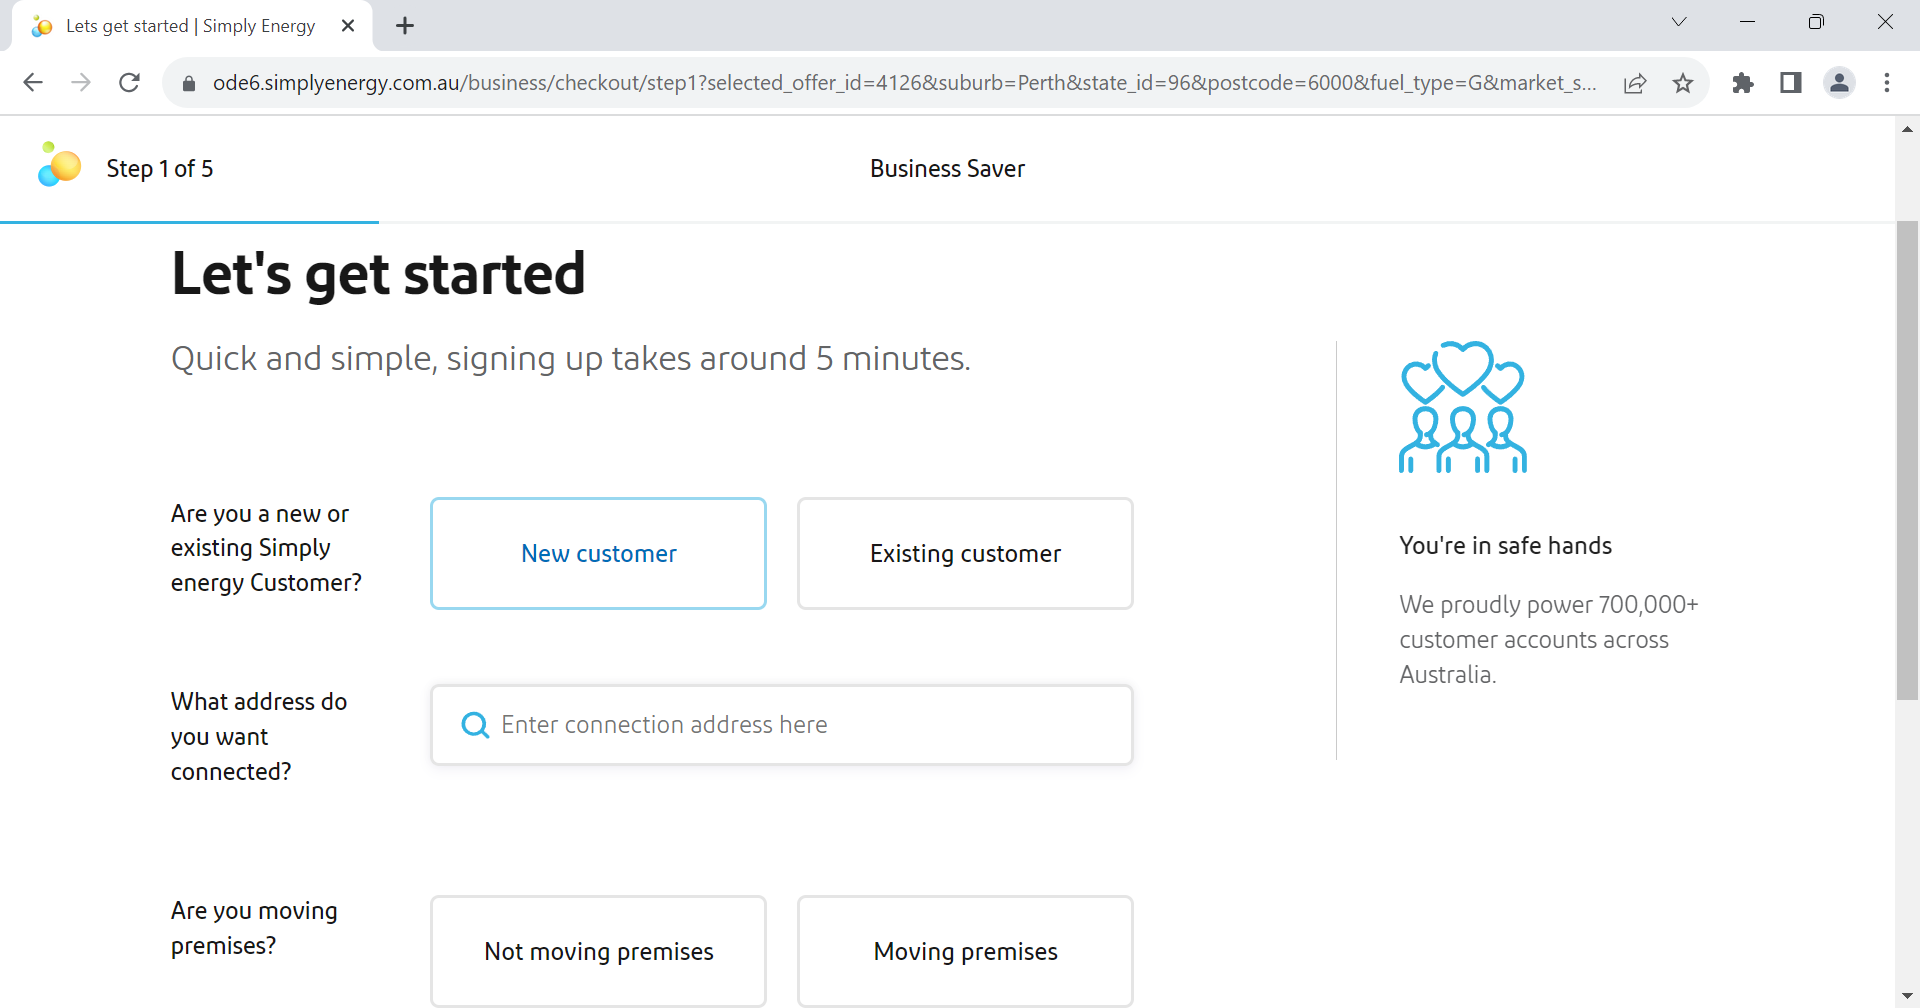 Lets get started | Simply Energy
ode6.simplyenergy.com.au/business/checkout/step1?selected_offer_id=4126&suburb=Perth&state_id=96&postcode=6000&fuel_type=G&market_s...
Step 1 of 5
Business Saver
Let's get started
Quick and simple, signing up takes around 5 minutes.
Are you a new or
existing Simply
energy Customer?
New customer
Existing customer
You're in safe hands
We proudly power 700,000+
customer accounts across
Australia.
What address do
you want
connected?
Enter connection address here
Are you moving
premises?
Not moving premises
Moving premises